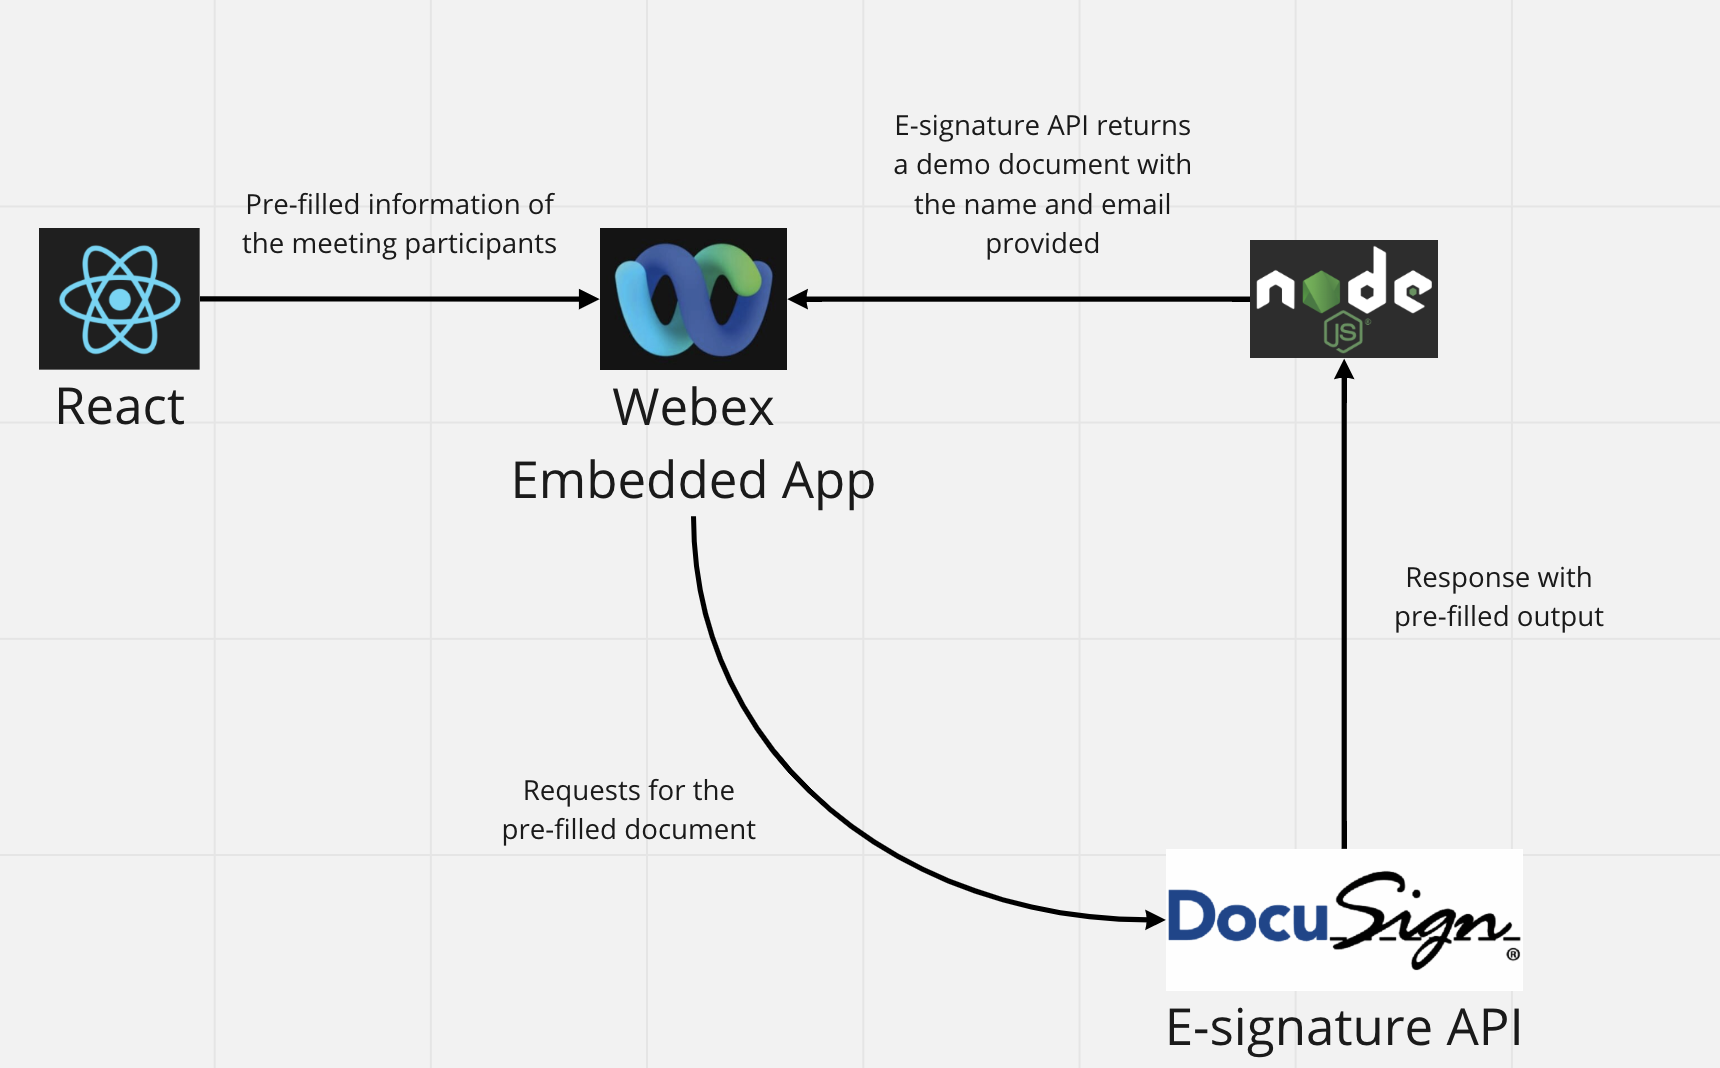 E-signature API returns
a demo document with
the name and email
provided
Pre-filled information of
the meeting participants
node
JS
®
React
Webex
Embedded App
Response with
pre-filled output
Requests for the
pre-filled document
DocuSign
®
E-signature API